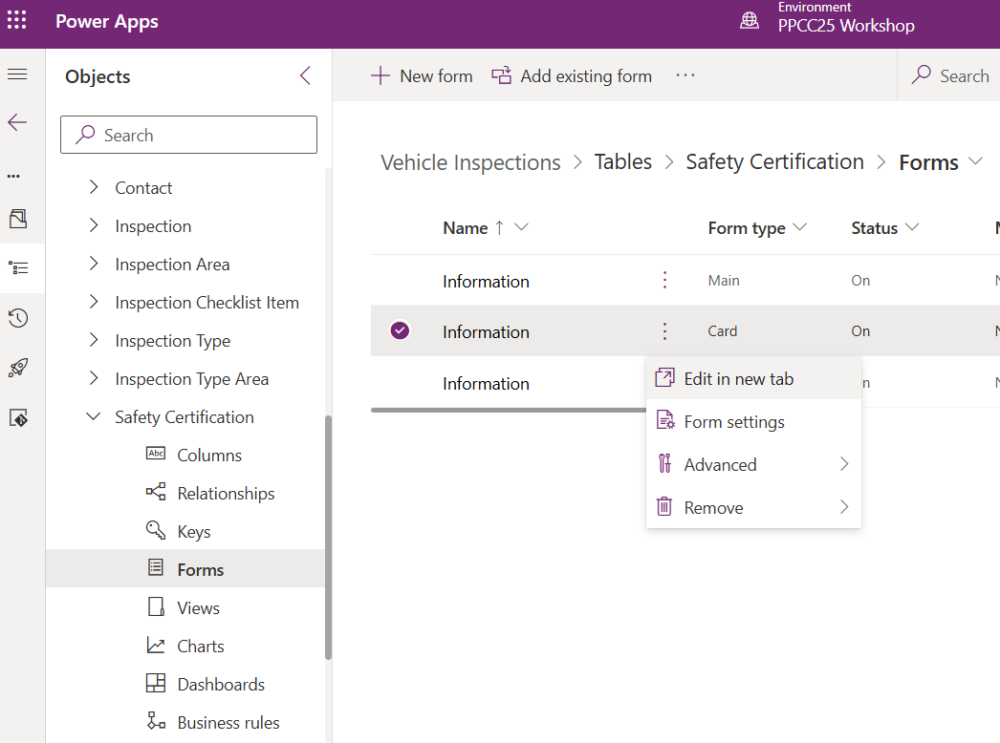 Power Apps
Environment
PPCC25 Workshop
Objects
Search
Contact
Inspection
Inspection Area
Inspection Checklist Item
Inspection Type
Inspection Type Area
Safety Certification
Abc Columns
Relationships
Keys
Forms
Views
Charts
Dashboards
Business rules
New form Add existing form ... Search
Vehicle Inspections > Tables > Safety Certification > Forms
Name ↑ Form type Status
Information Main On
Information Card On
Information
Edit in new tab
Form settings
Advanced
Remove